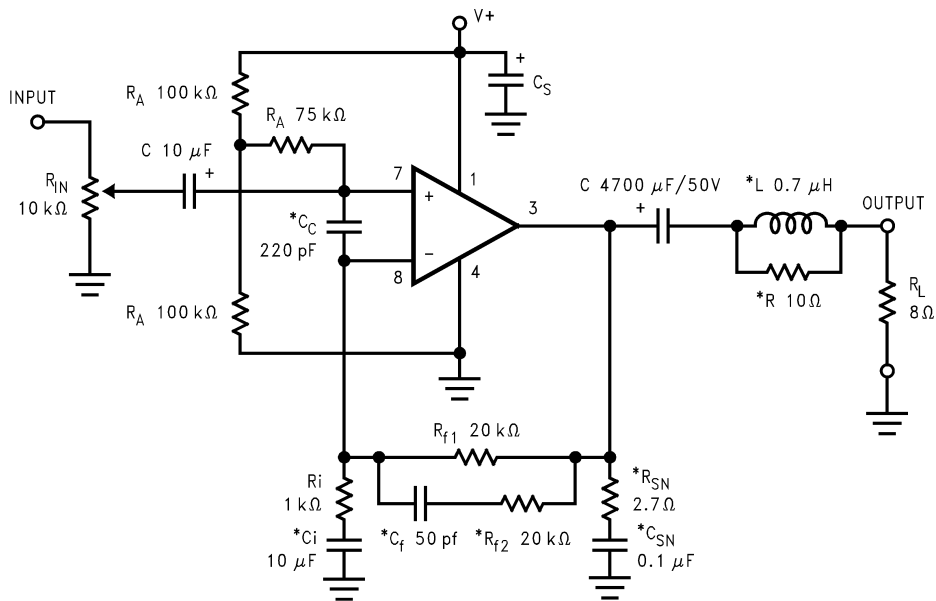 V+
+
C_S
R_A 100 kΩ
INPUT
R_A 75 kΩ
C 10 μF
+
7
1
R_IN
10 kΩ
+
*C_C
220 pF
−
8
4
3
C 4700 μF/50V
+
*L 0.7 μH
OUTPUT
*R 10Ω
R_L
8Ω
R_A 100 kΩ
R_f1 20 kΩ
Ri
1 kΩ
*R_SN
2.7Ω
*Ci
10 μF
*C_f 50 pf
*R_f2 20 kΩ
*C_SN
0.1 μF